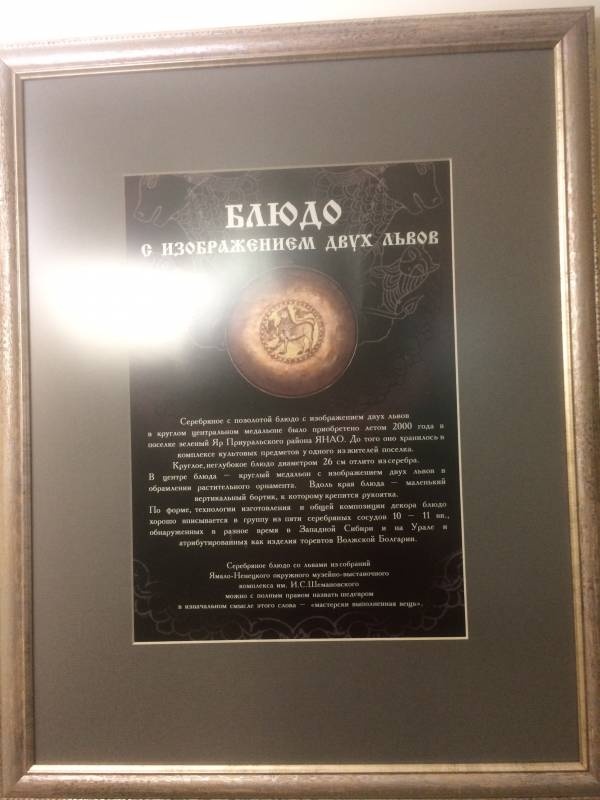 БЛЮДО
С ИЗОБРАЖЕНИЕМ ДВУХ ЛЬВОВ
Серебряное с позолотой блюдо с изображением двух львов
в круглом центральном медальоне было приобретено летом 2000 года в
поселке зеленый Яр Приуральского района ЯНАО. До того оно хранилось в
комплексе культовых предметов у одного из жителей поселка.
Круглое, неглубокое блюдо диаметром 26 см отлито из серебра.
В центре блюда – круглый медальон с изображением двух львов в
обрамлении растительного орнамента. Вдоль края блюда – маленький
вертикальный бортик, к которому крепится рукоятка.
По форме, технологии изготовления и общей композиции декора блюдо
хорошо вписывается в группу из пяти серебряных сосудов 10 – 11 вв.,
обнаруженных в разное время в Западной Сибири и на Урале и
атрибутированных как изделия торевтов Волжской Болгарии.
Серебряное блюдо со львами из собраний
Ямало-Ненецкого окружного музейно-выставочного
комплекса им. И.С.Шемановского
можно с полным правом назвать шедевром
в изначальном смысле этого слова – «мастерски выполненная вещь».